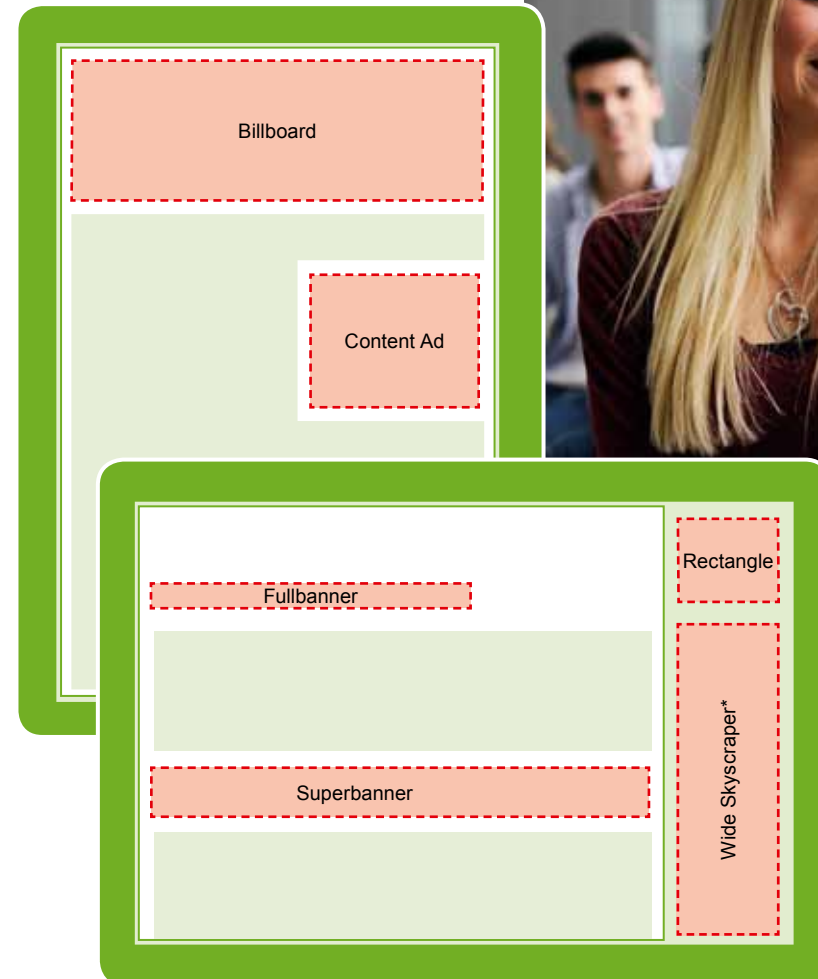 Billboard
Content Ad
Rectangle
Fullbanner
Wide Skyscraper*
Superbanner